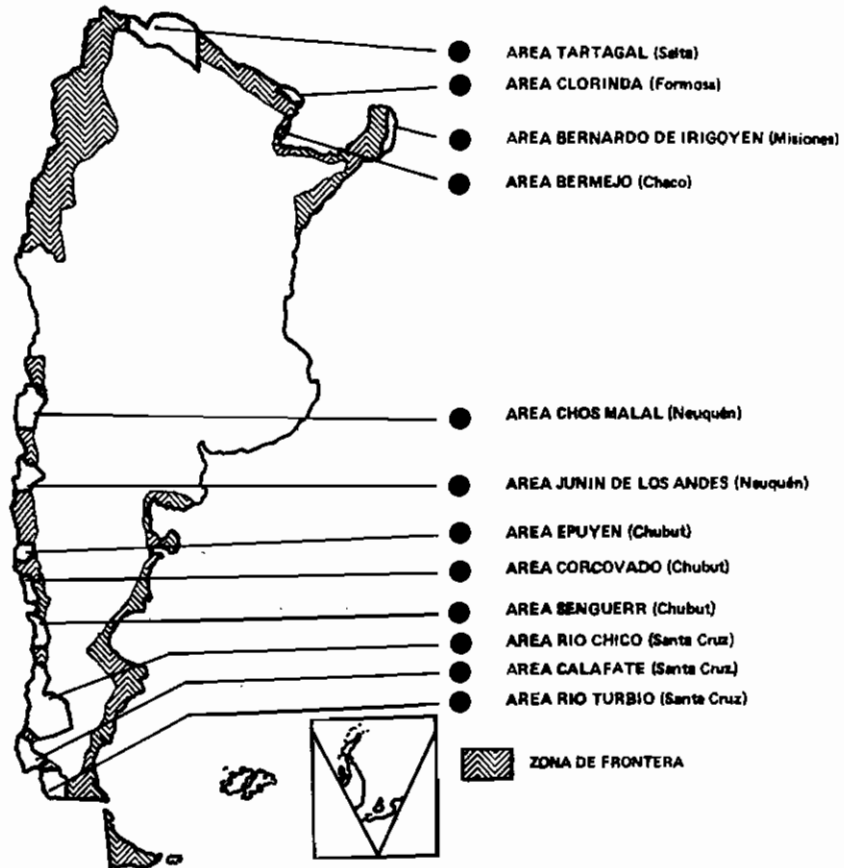 AREA TARTAGAL (Salta)
AREA CLORINDA (Formosa)
AREA BERNARDO DE IRIGOYEN (Misiones)
AREA BERMEJO (Chaco)
AREA CHOS MALAL (Neuquén)
AREA JUNIN DE LOS ANDES (Neuquén)
AREA EPUYEN (Chubut)
AREA CORCOVADO (Chubut)
AREA SENGUERR (Chubut)
AREA RIO CHICO (Santa Cruz)
AREA CALAFATE (Santa Cruz)
AREA RIO TURBIO (Santa Cruz)
ZONA DE FRONTERA